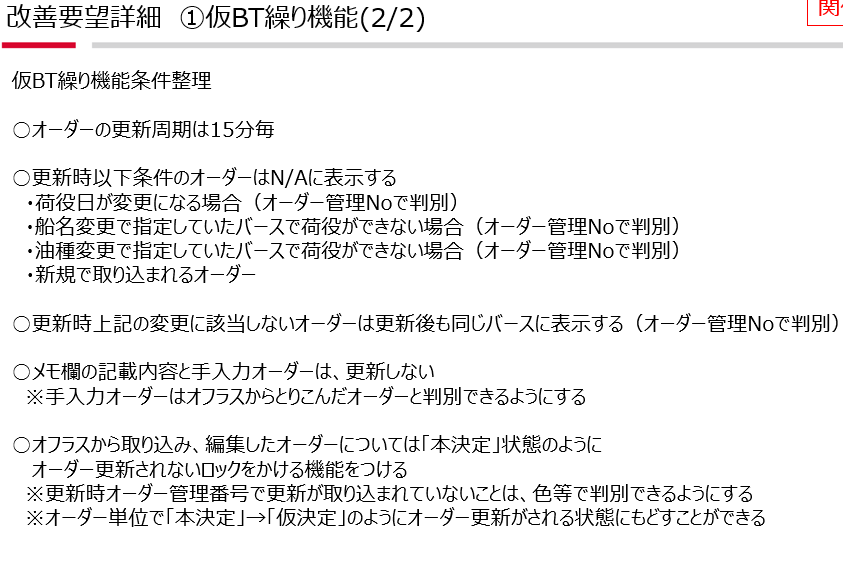 改善要望詳細 ①仮BT繰り機能(2/2)
仮BT繰り機能条件整理
○オーダーの更新周期は15分毎
○更新時以下条件のオーダーはN/Aに表示する
・荷役日が変更になる場合（オーダー管理Noで判別）
・船名変更で指定していたバースで荷役ができない場合（オーダー管理Noで判別）
・油種変更で指定していたバースで荷役ができない場合（オーダー管理Noで判別）
・新規で取り込まれるオーダー
○更新時上記の変更に該当しないオーダーは更新後も同じバースに表示する（オーダー管理Noで判別）
○メモ欄の記載内容と手入力オーダーは、更新しない
※手入力オーダーはオフラスからとりこんだオーダーと判別できるようにする
○オフラスから取り込み、編集したオーダーについては「本決定」状態のように
オーダー更新されないロックをかける機能をつける
※更新時オーダー管理番号で更新が取り込まれていないことは、色等で判別できるようにする
※オーダー単位で「本決定」→「仮決定」のようにオーダー更新がされる状態にもどすことができる